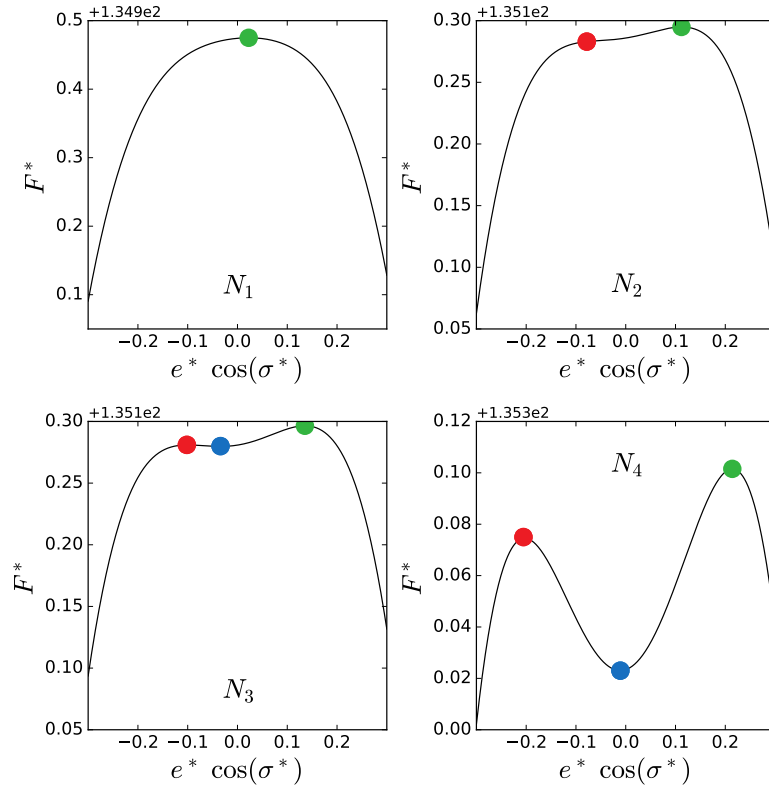 +1.349e2
0.5
0.4
0.3
0.2
0.1
F*
N₁
−0.2 −0.1 0.0 0.1 0.2
e* cos(σ*)
+1.351e2
0.30
0.25
0.20
0.15
0.10
0.05
F*
N₂
−0.2 −0.1 0.0 0.1 0.2
e* cos(σ*)
+1.351e2
0.30
0.25
0.20
0.15
0.10
0.05
F*
N₃
−0.2 −0.1 0.0 0.1 0.2
e* cos(σ*)
+1.353e2
0.12
0.10
0.08
0.06
0.04
0.02
0.00
F*
N₄
−0.2 −0.1 0.0 0.1 0.2
e* cos(σ*)